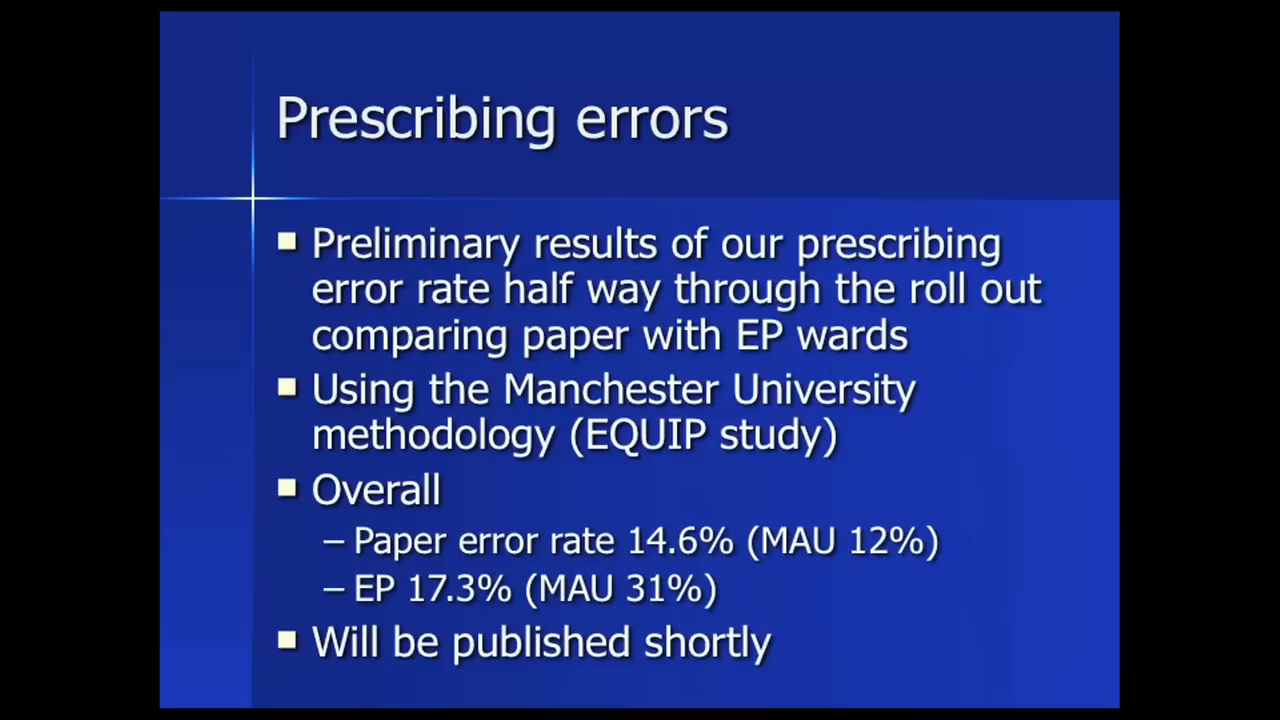 Prescribing errors
Preliminary results of our prescribing
error rate half way through the roll out
comparing paper with EP wards
Using the Manchester University
methodology (EQUIP study)
Overall
– Paper error rate 14.6% (MAU 12%)
– EP 17.3% (MAU 31%)
Will be published shortly